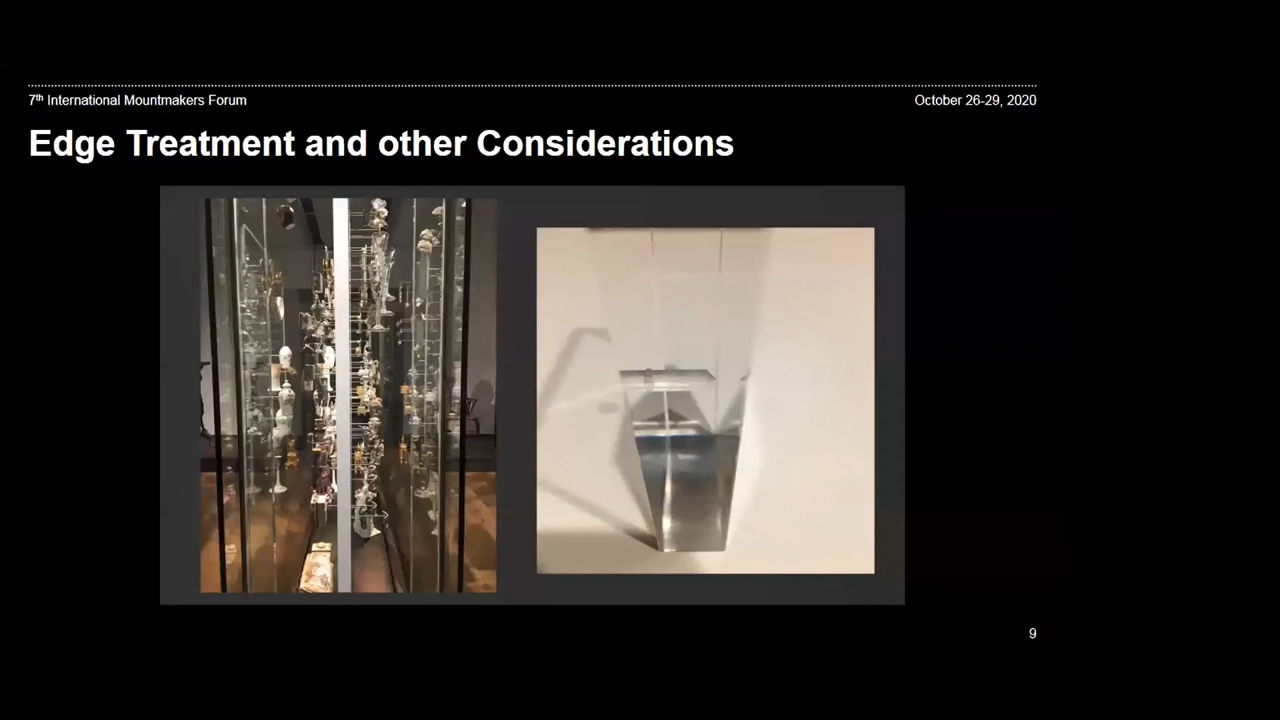 7th International Mountmakers Forum
October 26-29, 2020
Edge Treatment and other Considerations
9